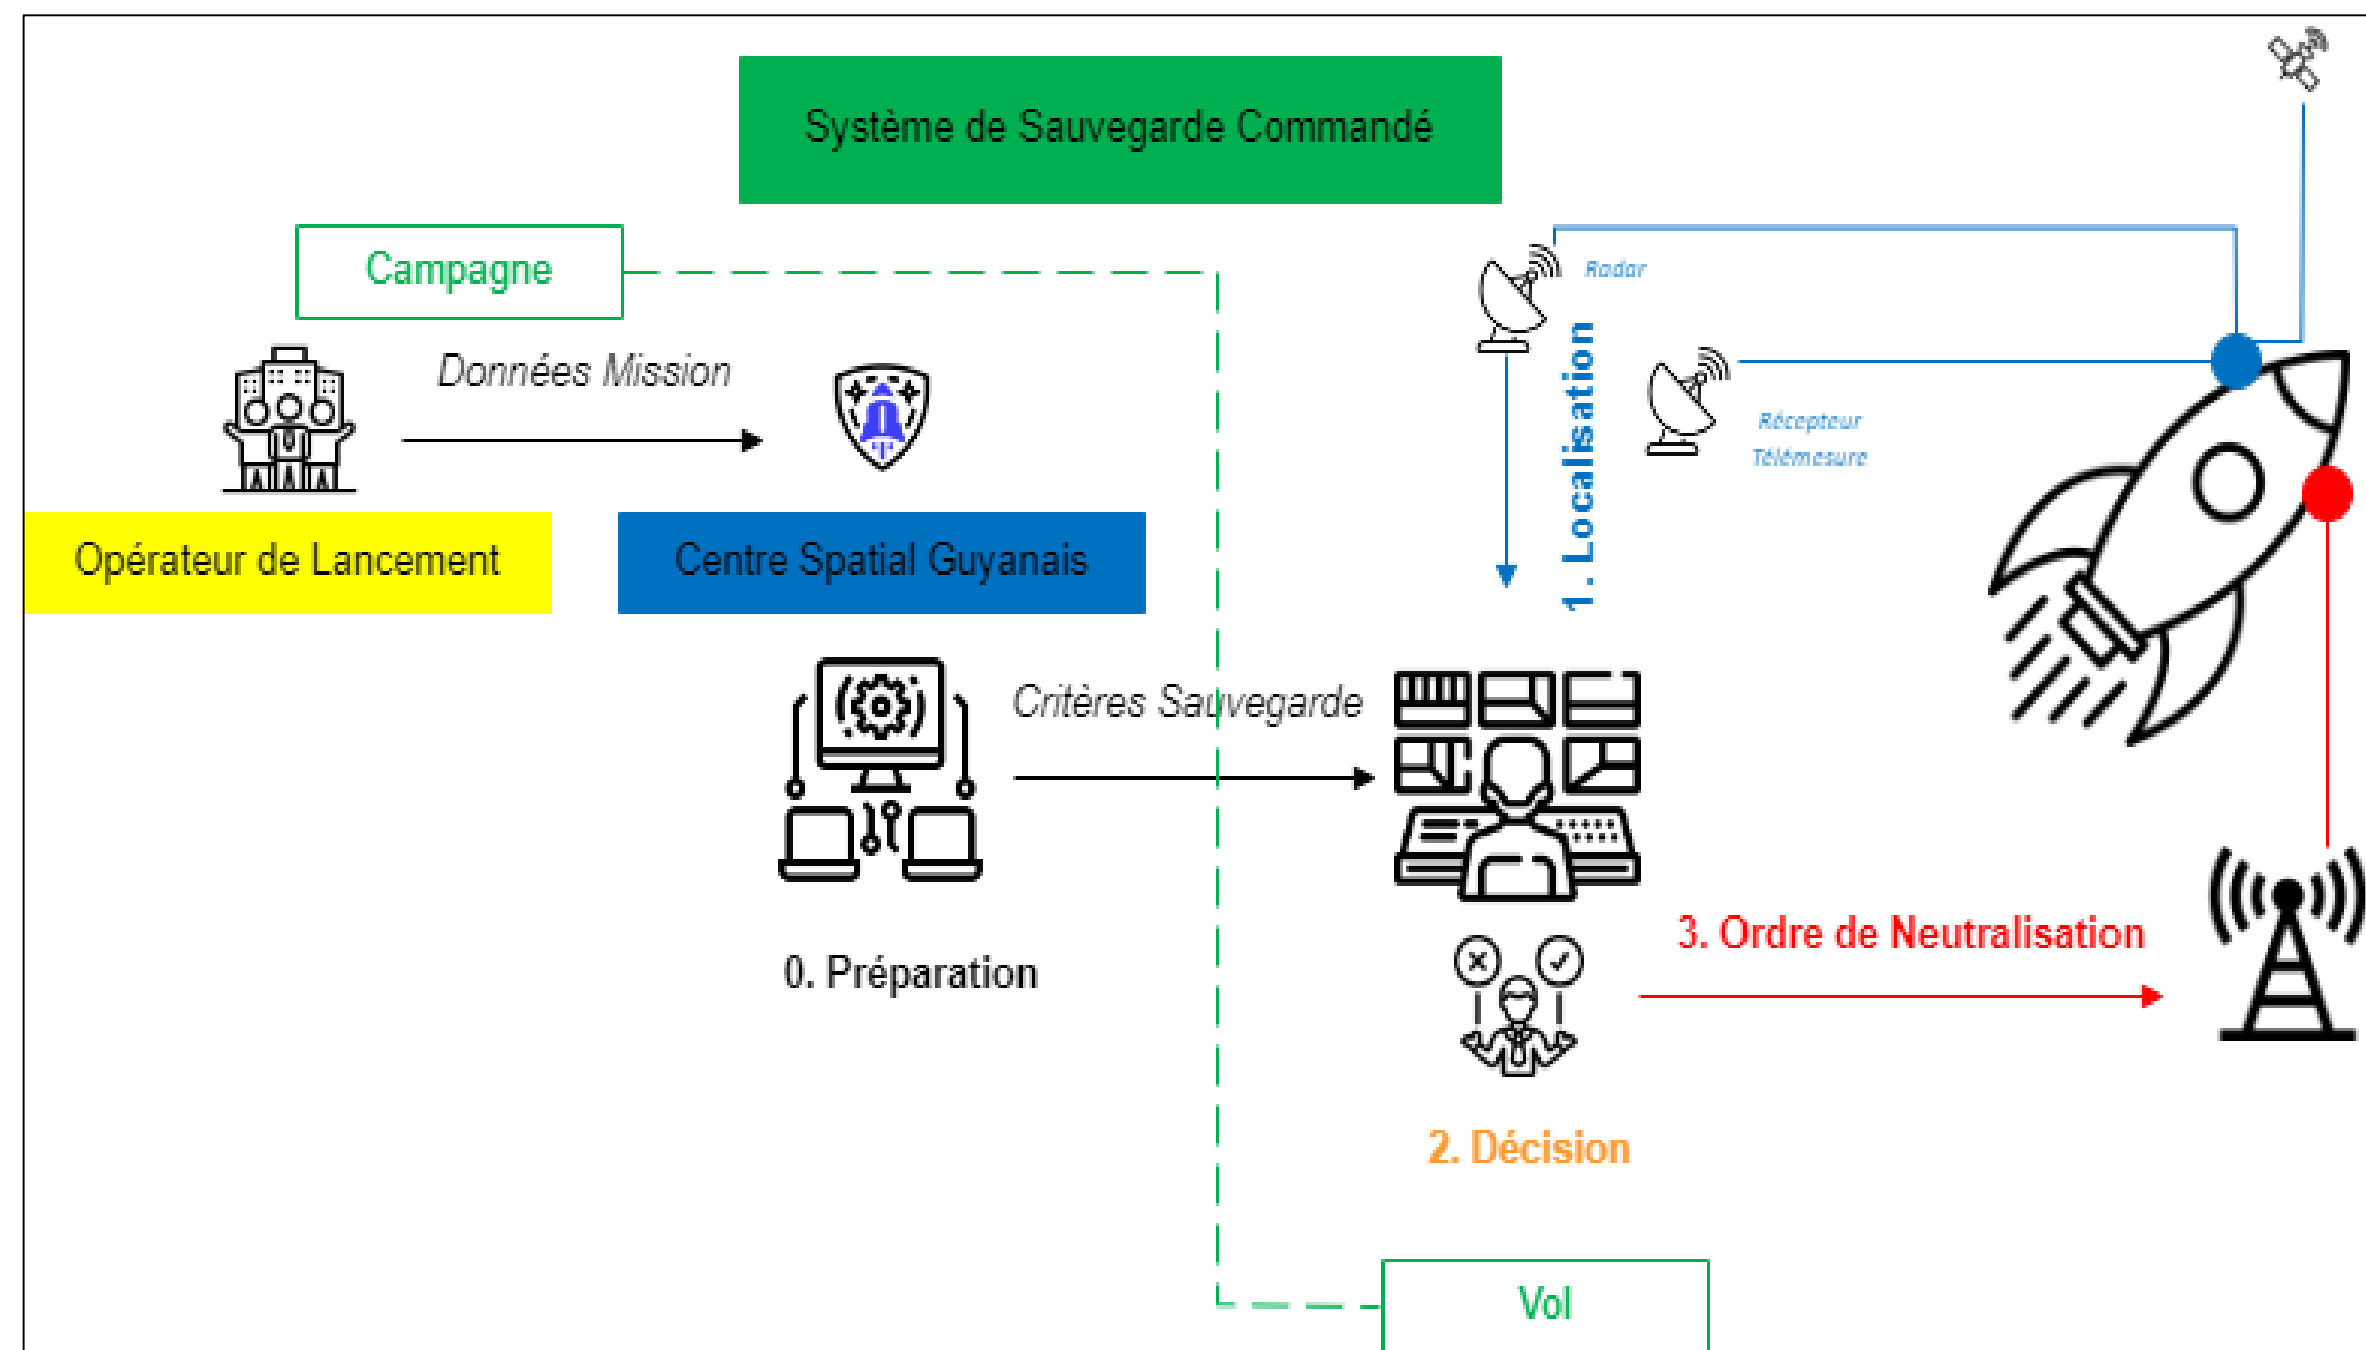 Système de Sauvegarde Commandé
Campagne
Radar
Données Mission
1. Localisation
Récepteur
Télémesure
Opérateur de Lancement
Centre Spatial Guyanais
Critères Sauvegarde
0. Préparation
3. Ordre de Neutralisation
2. Décision
Vol